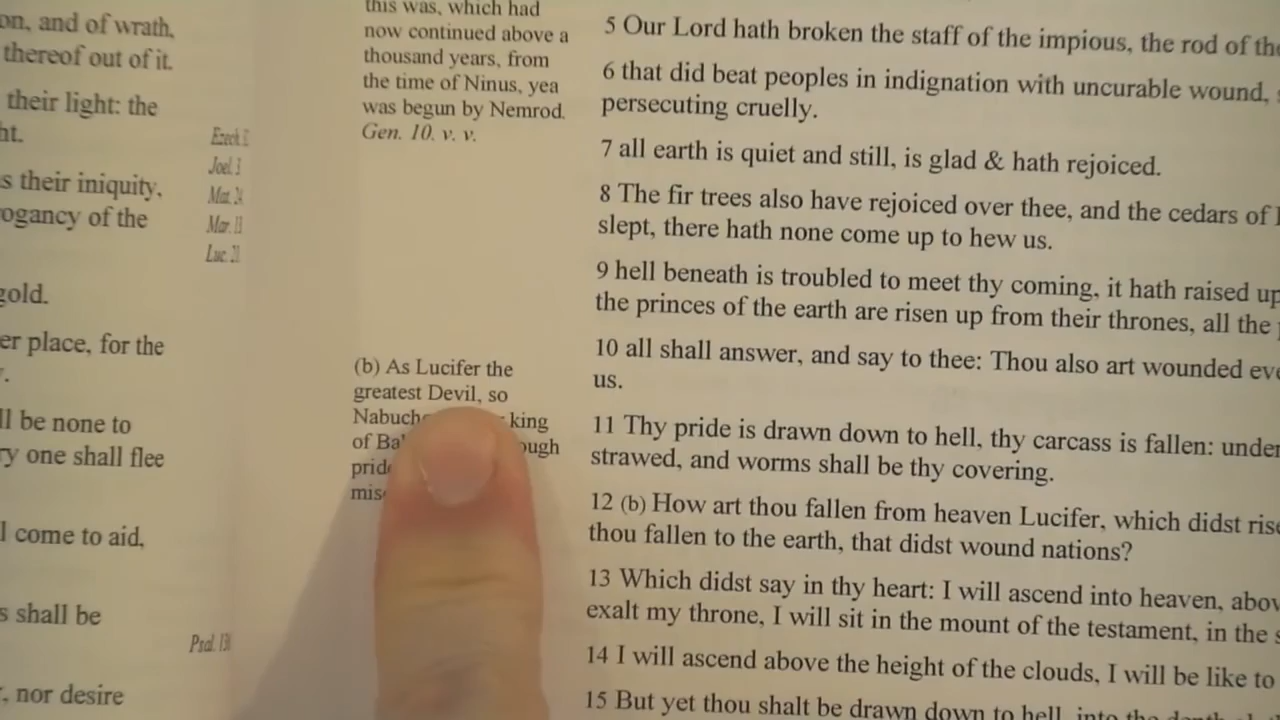 on, and of wrath,
thereof out of it.
their light: the
ht.
s their iniquity,
ogancy of the
gold.
er place, for the
ll be none to
ry one shall flee
l come to aid,
s shall be
, nor desire
Joel. 3
Mat. 24
Mar. 13
Luc. 21
this was, which had
now continued above a
thousand years, from
the time of Ninus, yea
was begun by Nemrod.
Gen. 10. v. v.
(b) As Lucifer the
greatest Devil, so
king
of
5 Our Lord hath broken the staff of the impious, the rod of the
6 that did beat peoples in indignation with uncurable wound,
persecuting cruelly.
7 all earth is quiet and still, is glad & hath rejoiced.
8 The fir trees also have rejoiced over thee, and the cedars of
slept, there hath none come up to hew us.
9 hell beneath is troubled to meet thy coming, it hath raised up
the princes of the earth are risen up from their thrones, all the
10 all shall answer, and say to thee: Thou also art wounded eve
us.
11 Thy pride is drawn down to hell, thy carcass is fallen: under
strawed, and worms shall be thy covering.
12 (b) How art thou fallen from heaven Lucifer, which didst rise
thou fallen to the earth, that didst wound nations?
13 Which didst say in thy heart: I will ascend into heaven, abov
exalt my throne, I will sit in the mount of the testament, in the s
14 I will ascend above the height of the clouds, I will be like to
15 But yet thou shalt be drawn down to hell, into the